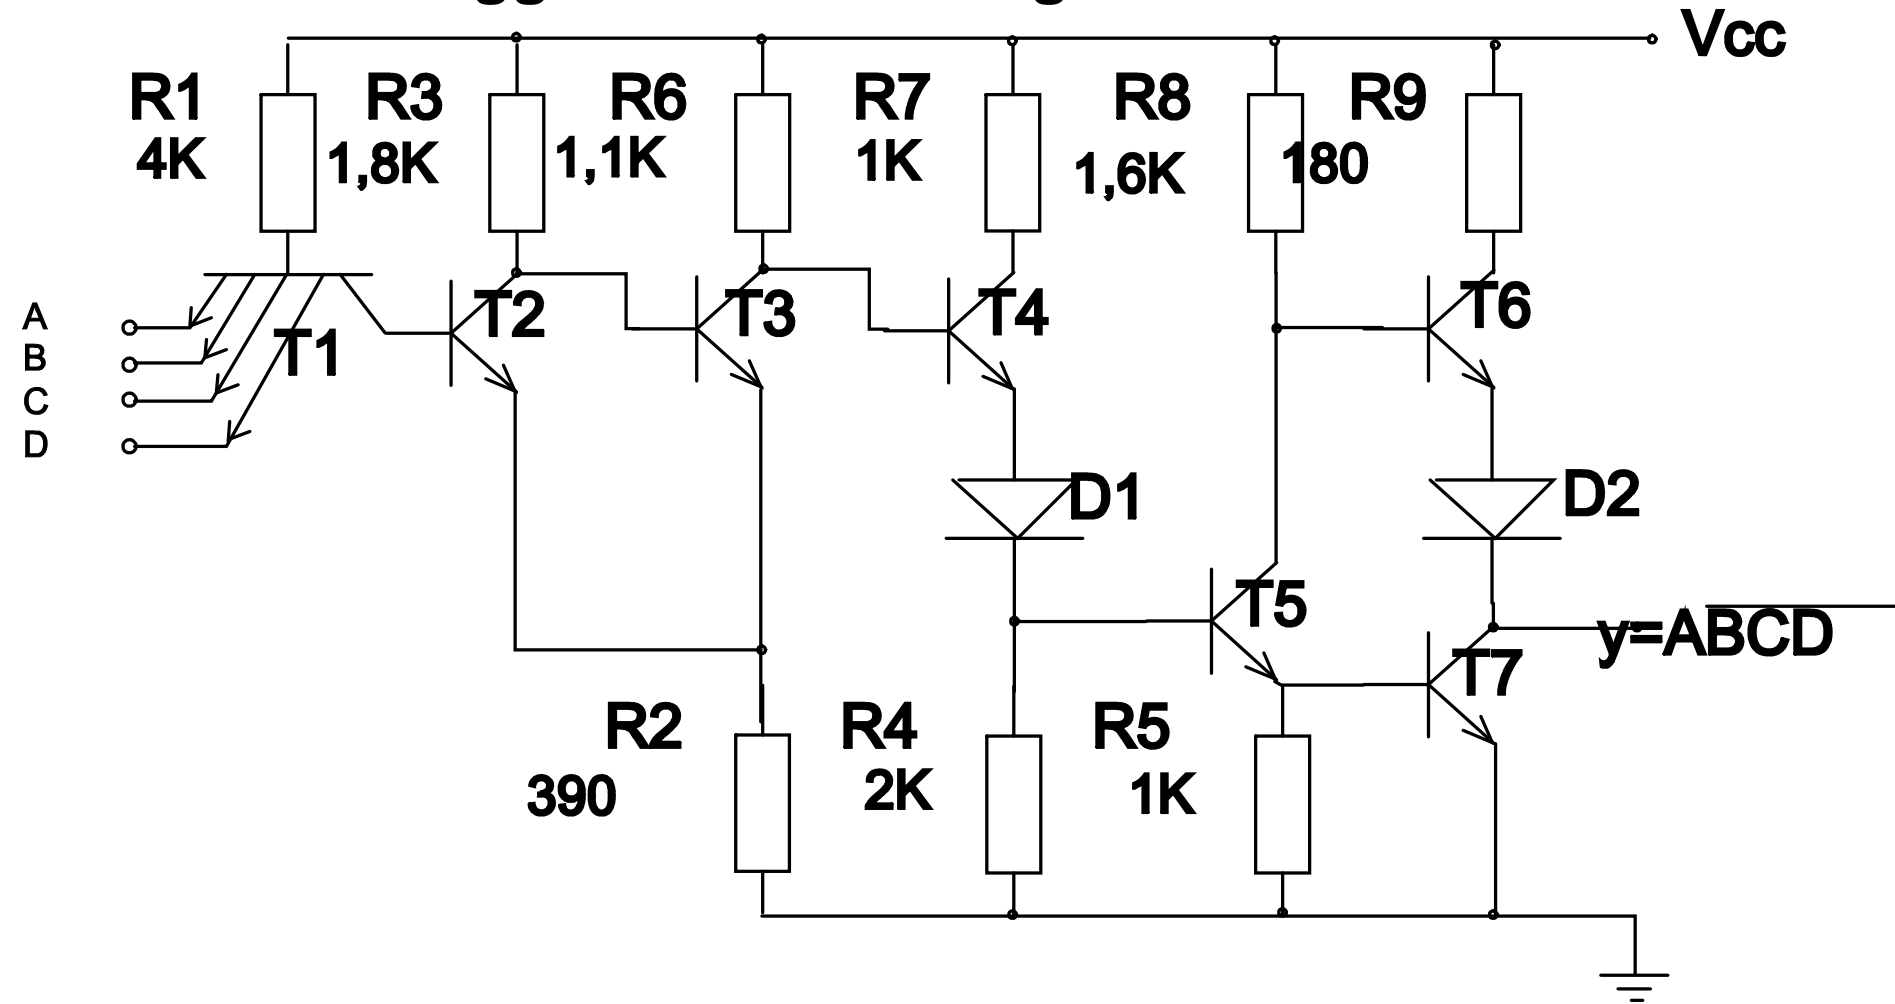 Vcc
R1
4K
R3
1,8K
R6
1,1K
R7
1K
R8
1,6K
R9
180
A
B
C
D
T1
T2
T3
T4
T6
D1
D2
T5
y=ABCD
T7
R2
390
R4
2K
R5
1K